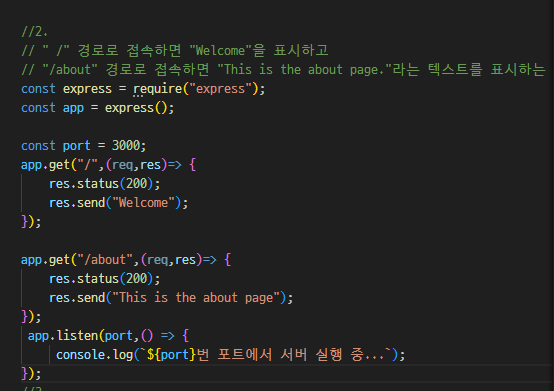 //2.
// " /" 경로로 접속하면 "Welcome"을 표시하고
// "/about" 경로로 접속하면 "This is the about page."라는 텍스트를 표시하는
const express = require("express");
const app = express();
const port = 3000;
app.get("/",(req,res)=> {
res.status(200);
res.send("Welcome");
});
app.get("/about",(req,res)=> {
res.status(200);
res.send("This is the about page");
});
app.listen(port,() => {
console.log(`${port}번 포트에서 서버 실행 중...`);
});